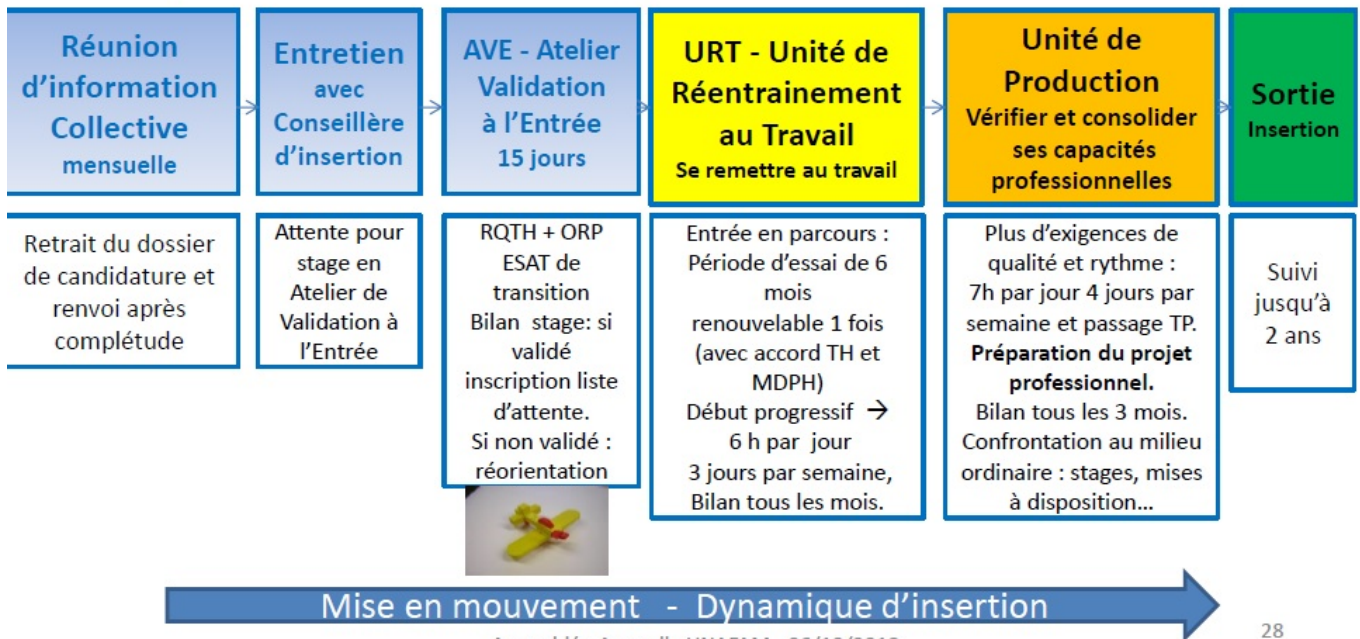 Réunion
d'information
Collective
mensuelle
Entretien
avec
Conseillère
d'insertion
AVE - Atelier
Validation
à l'Entrée
15 jours
URT - Unité de
Réentrainement
au Travail
Se remettre au travail
Unité de
Production
Vérifier et consolider
ses capacités
professionnelles
Sortie
Insertion
Retrait du dossier
de candidature et
renvoi après
complétude
Attente pour
stage en
Atelier de
Validation à
l'Entrée
RQTH + ORP
ESAT de
transition
Bilan stage: si
validé
inscription liste
d'attente.
Si non validé :
réorientation
Entrée en parcours :
Période d'essai de 6
mois
renouvelable 1 fois
(avec accord TH et
MDPH)
Début progressif →
6 h par jour
3 jours par semaine,
Bilan tous les mois.
Plus d'exigences de
qualité et rythme :
7h par jour 4 jours par
semaine et passage TP.
Préparation du projet
professionnel.
Bilan tous les 3 mois.
Confrontation au milieu
ordinaire : stages, mises
à disposition...
Suivi
jusqu'à
2 ans
Mise en mouvement - Dynamique d'insertion
28